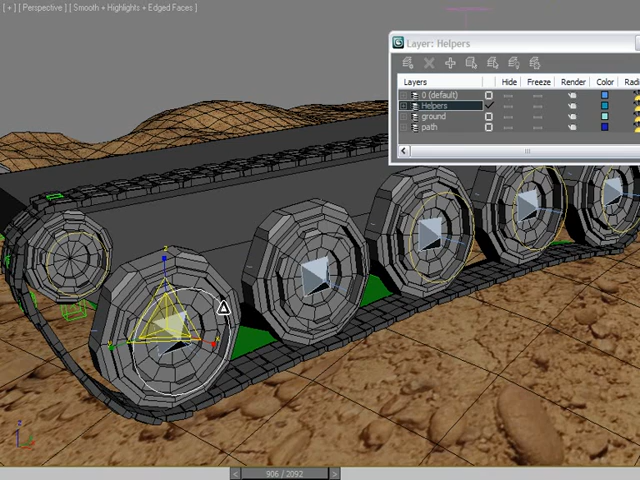 [ + ] [ Perspective ] [ Smooth + Highlights + Edged Faces ]
Layer: Helpers
Layers Hide Freeze Render Color Radi
0 (default)
Helpers
ground
path
z
z
< 906 / 2092 >